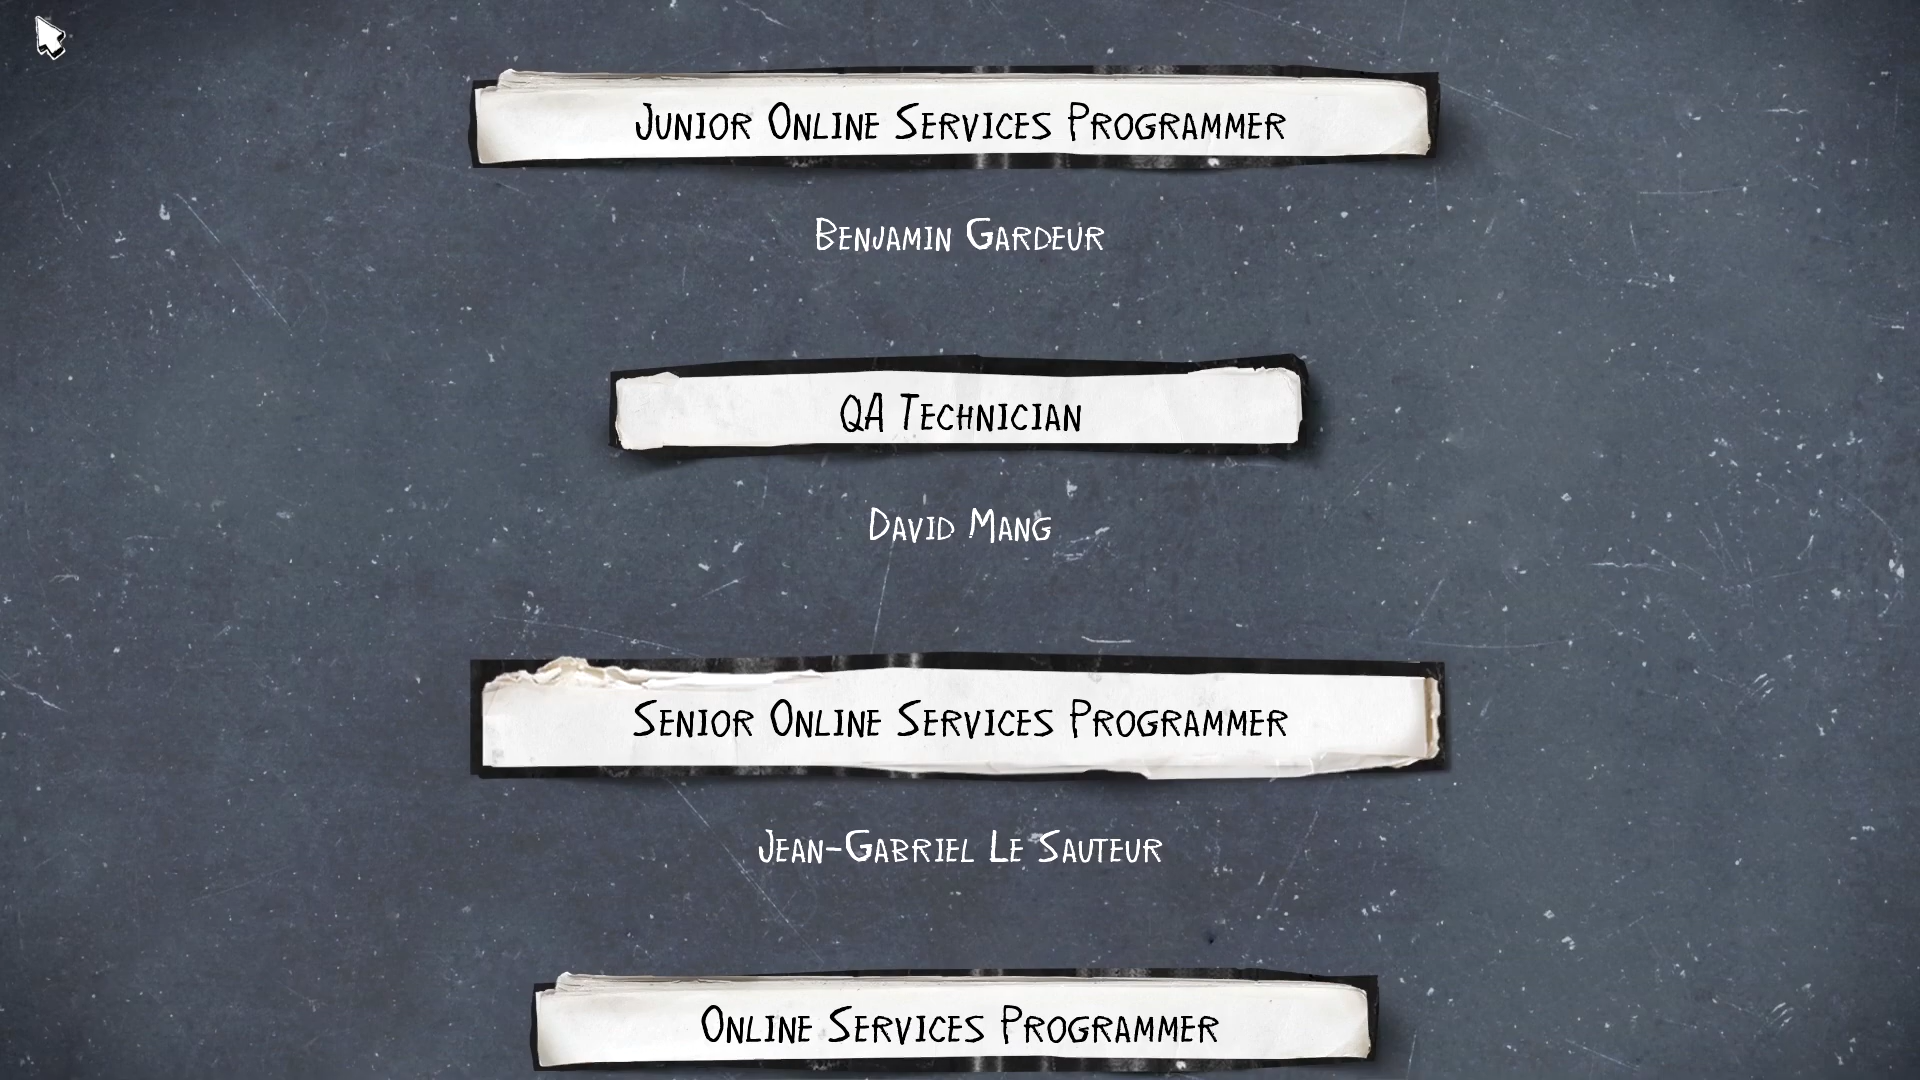 Junior Online Services Programmer
Benjamin Gardeur
QA Technician
David Mang
Senior Online Services Programmer
Jean-Gabriel Le Sauteur
Online Services Programmer